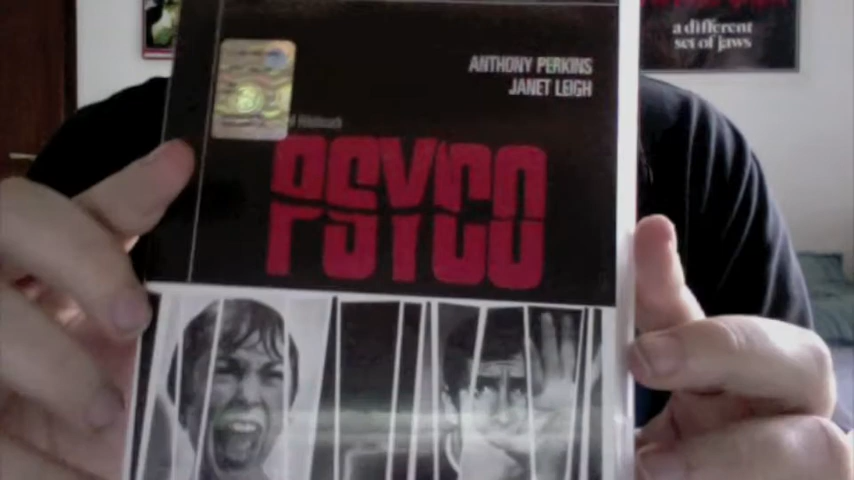 a different
set of jaws
ANTHONY PERKINS
JANET LEIGH
PSYCO